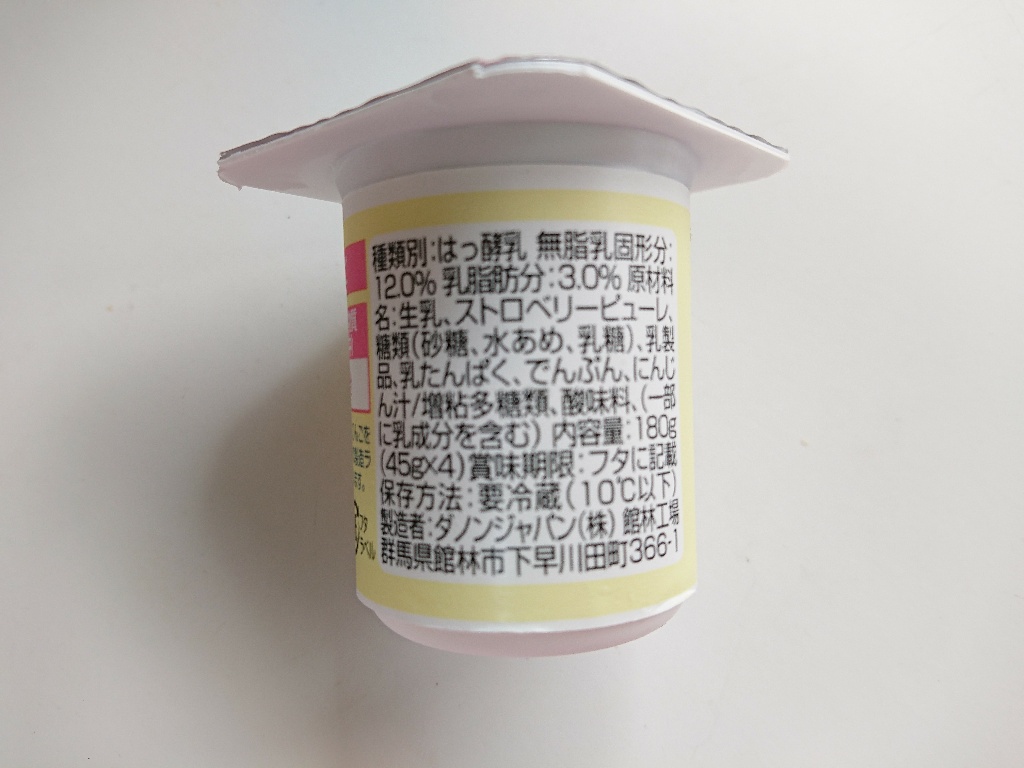 種類別:はっ酵乳 無脂乳固形分:
12.0% 乳脂肪分:3.0% 原材料
名:生乳、ストロベリーピューレ、
糖類(砂糖、水あめ、乳糖)、乳製
品、乳たんぱく、でんぷん、にんじ
ん汁/増粘多糖類、酸味料、(一部
に乳成分を含む) 内容量:180g
(45g×4) 賞味期限:フタに記載
保存方法:要冷蔵(10℃以下)
製造者:ダノンジャパン(株) 館林工場
群馬県館林市下早川田町366-1